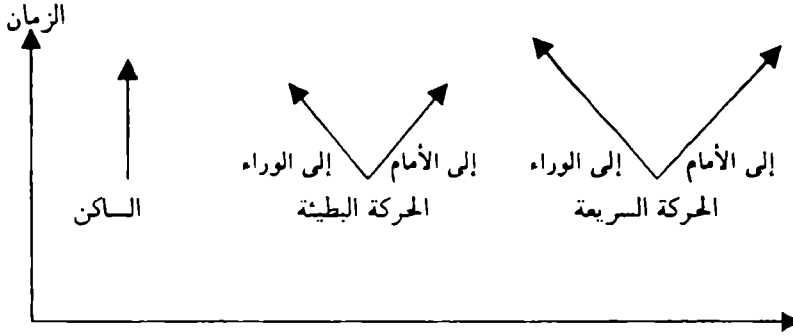 الزمان
إلى الأمام إلى الوراء إلى الأمام إلى الوراء
الحركة السريعة الحركة البطيئة الساكن